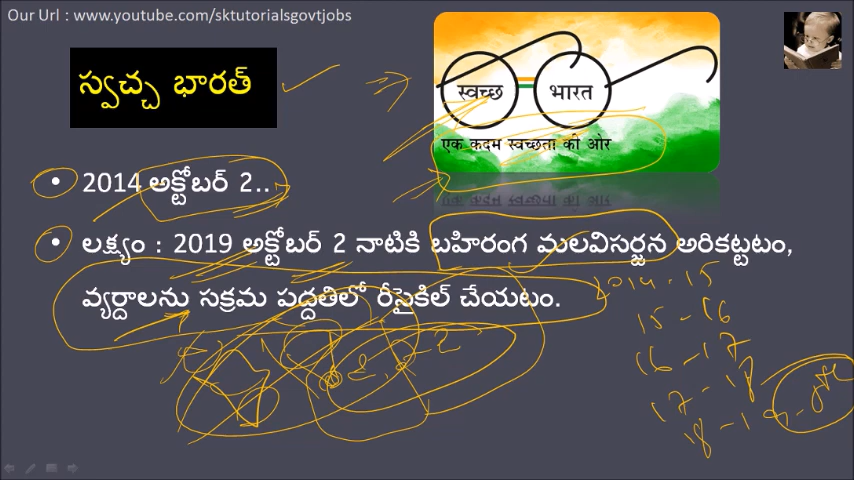 Our Url : www.youtube.com/sktutorialsgovtjobs
స్వచ్ఛ భారత్
स्वच्छ भारत
एक कदम स्वच्छता की ओर
• 2014 అక్టోబర్ 2..
• లక్ష్యం : 2019 అక్టోబర్ 2 నాటికి బహిరంగ మలవిసర్జన అరికట్టటం,
వ్యర్దాలను సక్రమ పద్దతిలో రీసైకిల్ చేయటం.
2014-15
15-16
16-17
17-18
18-19